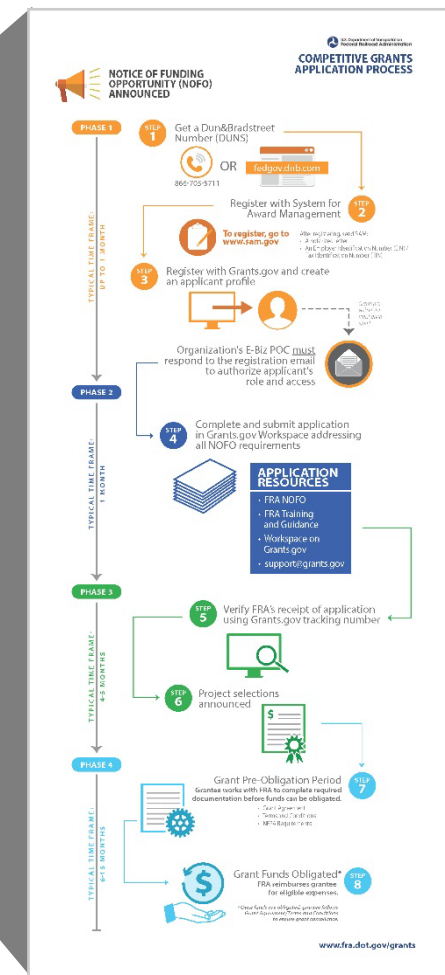 U.S. Department of Transportation
Federal Railroad Administration
COMPETITIVE GRANTS
APPLICATION PROCESS
NOTICE OF FUNDING
OPPORTUNITY (NOFO)
ANNOUNCED
PHASE 1
TYPICAL TIME FRAME:
UP TO 1 MONTH
STEP
1
Get a Dun&Bradstreet
Number (DUNS)
866-705-5711
OR
fedgov.dnb.com
Register with System for
Award Management
STEP
2
To register, go to
www.sam.gov
STEP
3
Register with Grants.gov and create
an applicant profile
Organization's E-Biz POC must
respond to the registration email
to authorize applicant's
role and access
PHASE 2
TYPICAL TIME FRAME:
1 MONTH
STEP
4
Complete and submit application
in Grants.gov Workspace addressing
all NOFO requirements
APPLICATION
RESOURCES
• FRA NOFO
• FRA Training
and Guidance
• Workspace on
Grants.gov
• support@grants.gov
PHASE 3
TYPICAL TIME FRAME:
4-5 MONTHS
STEP
5
Verify FRA's receipt of application
using Grants.gov tracking number
STEP
6
Project selections
announced
PHASE 4
TYPICAL TIME FRAME:
6-15 MONTHS
Grant Pre-Obligation Period
STEP
7
Grantee works with FRA to complete required
documentation before funds can be obligated.
• Grant Agreement
• Terms and Conditions
• NEPA Requirements
Grant Funds Obligated*
STEP
8
FRA reimburses grantee
for eligible expenses.
www.fra.dot.gov/grants